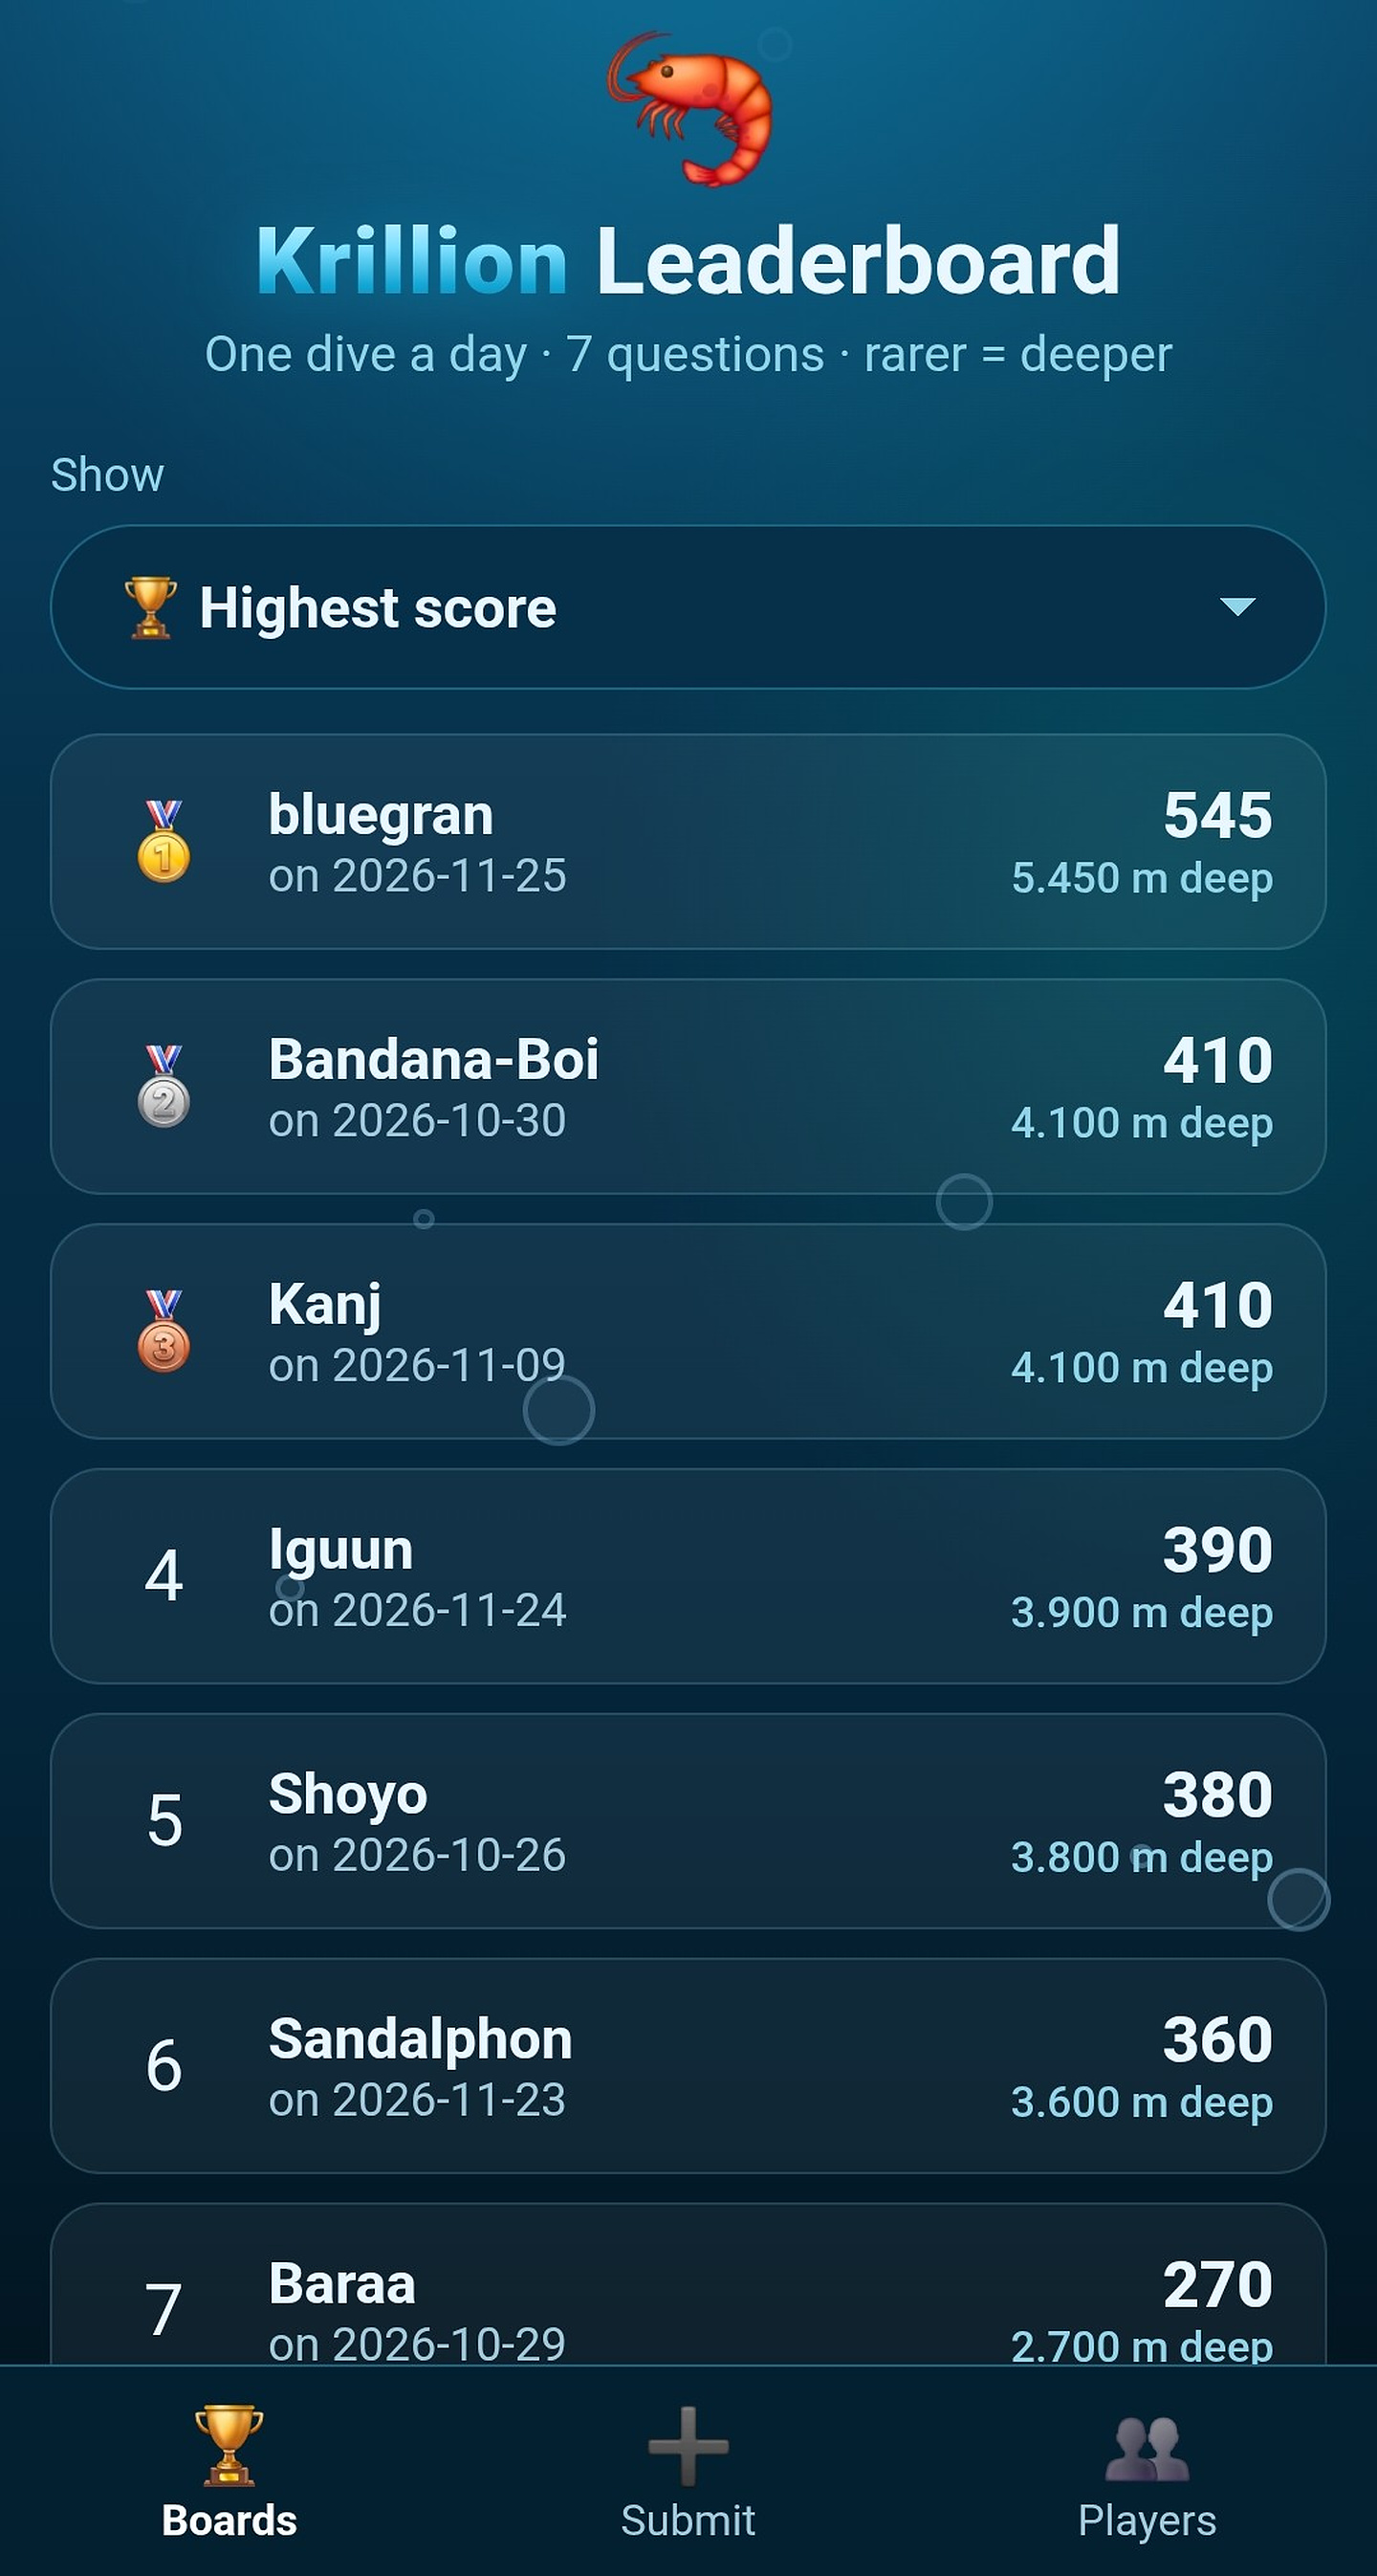 Krillion Leaderboard
One dive a day · 7 questions · rarer = deeper
Show
Highest score
1
bluegran
545
on 2026-11-25
5.450 m deep
2
Bandana-Boi
410
on 2026-10-30
4.100 m deep
3
Kanj
410
on 2026-11-09
4.100 m deep
4
Iguun
390
on 2026-11-24
3.900 m deep
5
Shoyo
380
on 2026-10-26
3.800 m deep
6
Sandalphon
360
on 2026-11-23
3.600 m deep
7
Baraa
270
on 2026-10-29
2.700 m deep
Boards
Submit
Players